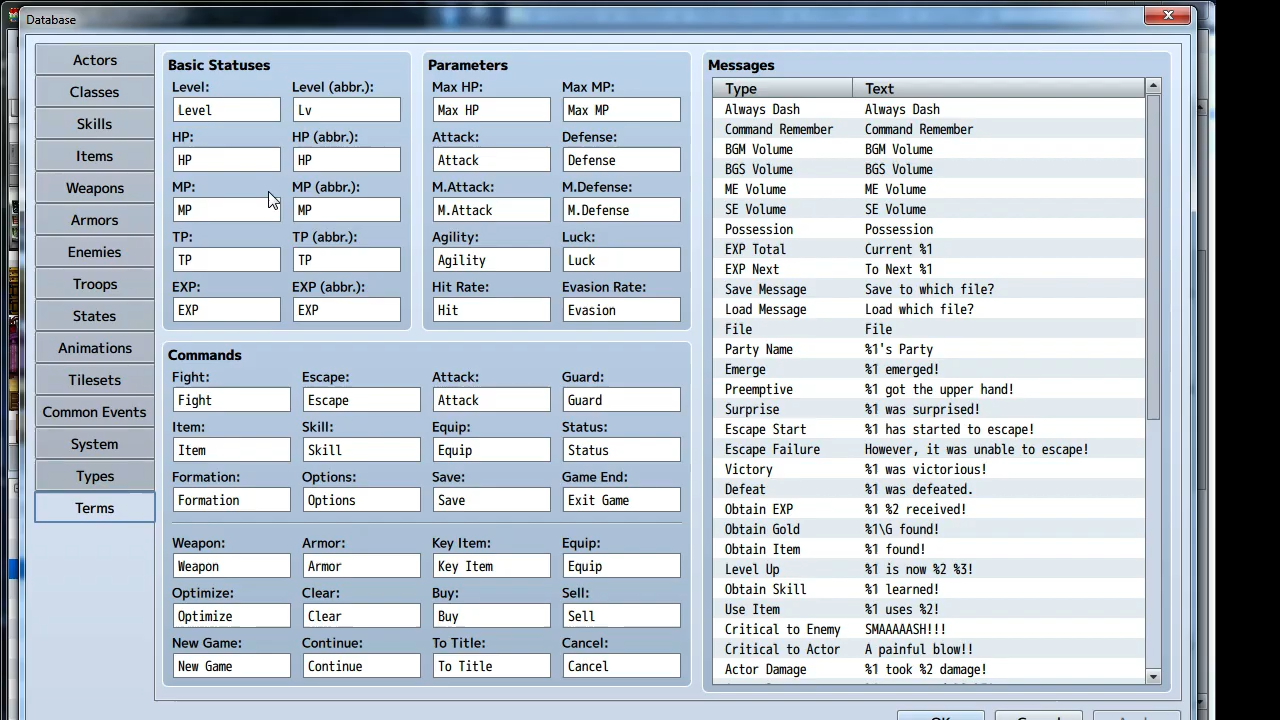 Database
Actors
Classes
Skills
Items
Weapons
Armors
Enemies
Troops
States
Animations
Tilesets
Common Events
System
Types
Terms
Basic Statuses
Level: Level (abbr.):
Level Lv
HP: HP (abbr.):
HP HP
MP: MP (abbr.):
MP MP
TP: TP (abbr.):
TP TP
EXP: EXP (abbr.):
EXP EXP
Parameters
Max HP: Max MP:
Max HP Max MP
Attack: Defense:
Attack Defense
M.Attack: M.Defense:
M.Attack M.Defense
Agility: Luck:
Agility Luck
Hit Rate: Evasion Rate:
Hit Evasion
Commands
Fight: Escape: Attack: Guard:
Fight Escape Attack Guard
Item: Skill: Equip: Status:
Item Skill Equip Status
Formation: Options: Save: Game End:
Formation Options Save Exit Game
Weapon: Armor: Key Item: Equip:
Weapon Armor Key Item Equip
Optimize: Clear: Buy: Sell:
Optimize Clear Buy Sell
New Game: Continue: To Title: Cancel:
New Game Continue To Title Cancel
Messages
Type Text
Always Dash Always Dash
Command Remember Command Remember
BGM Volume BGM Volume
BGS Volume BGS Volume
ME Volume ME Volume
SE Volume SE Volume
Possession Possession
EXP Total Current %1
EXP Next To Next %1
Save Message Save to which file?
Load Message Load which file?
File File
Party Name %1's Party
Emerge %1 emerged!
Preemptive %1 got the upper hand!
Surprise %1 was surprised!
Escape Start %1 has started to escape!
Escape Failure However, it was unable to escape!
Victory %1 was victorious!
Defeat %1 was defeated.
Obtain EXP %1 %2 received!
Obtain Gold %1\G found!
Obtain Item %1 found!
Level Up %1 is now %2 %3!
Obtain Skill %1 learned!
Use Item %1 uses %2!
Critical to Enemy SMAAAAASH!!!
Critical to Actor A painful blow!!
Actor Damage %1 took %2 damage!